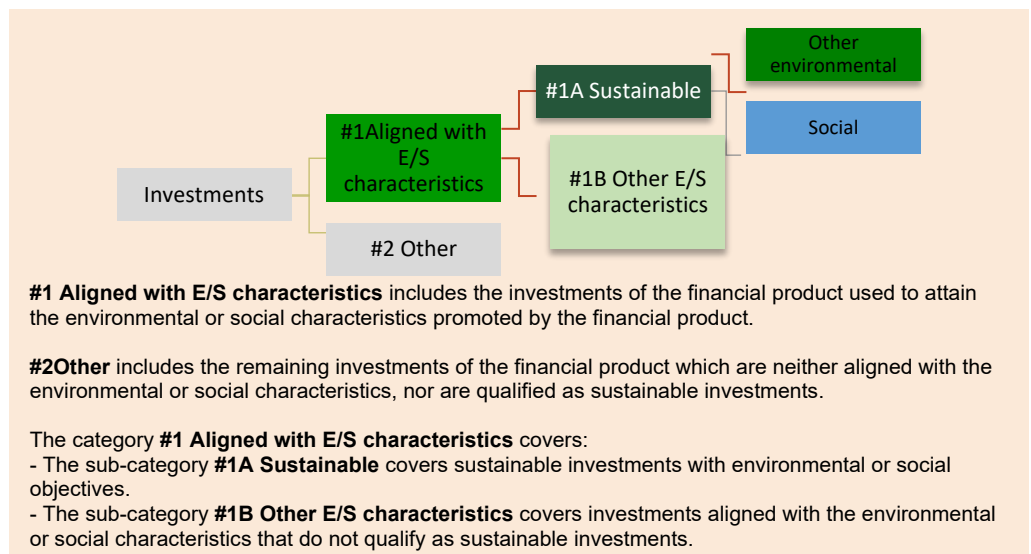 Other
environmental
#1A Sustainable
Social
#1Aligned with
E/S
characteristics
#1B Other E/S
characteristics
Investments
#2 Other
#1 Aligned with E/S characteristics includes the investments of the financial product used to attain
the environmental or social characteristics promoted by the financial product.
#2Other includes the remaining investments of the financial product which are neither aligned with the
environmental or social characteristics, nor are qualified as sustainable investments.
The category #1 Aligned with E/S characteristics covers:
- The sub-category #1A Sustainable covers sustainable investments with environmental or social
objectives.
- The sub-category #1B Other E/S characteristics covers investments aligned with the environmental
or social characteristics that do not qualify as sustainable investments.